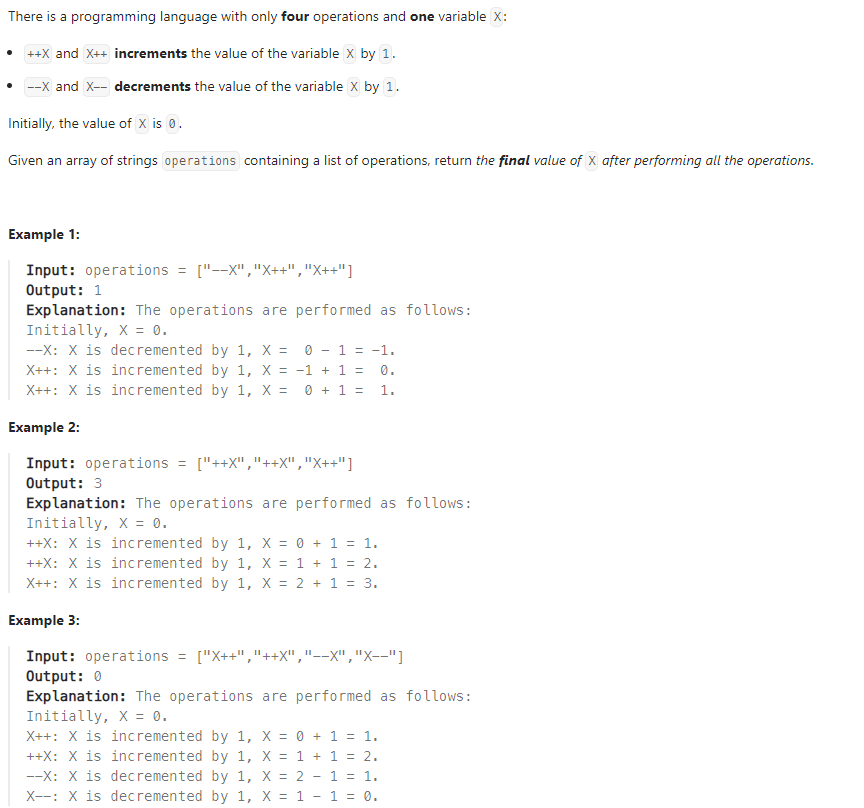 There is a programming language with only four operations and one variable X:
• ++X and X++ increments the value of the variable X by 1.
• --X and X-- decrements the value of the variable X by 1.
Initially, the value of X is 0.
Given an array of strings operations containing a list of operations, return the final value of X after performing all the operations.
Example 1:
Input: operations = ["--X","X++","X++"]
Output: 1
Explanation: The operations are performed as follows:
Initially, X = 0.
--X: X is decremented by 1, X =  0 - 1 = -1.
X++: X is incremented by 1, X = -1 + 1 =  0.
X++: X is incremented by 1, X =  0 + 1 =  1.
Example 2:
Input: operations = ["++X","++X","X++"]
Output: 3
Explanation: The operations are performed as follows:
Initially, X = 0.
++X: X is incremented by 1, X = 0 + 1 = 1.
++X: X is incremented by 1, X = 1 + 1 = 2.
X++: X is incremented by 1, X = 2 + 1 = 3.
Example 3:
Input: operations = ["X++","++X","--X","X--"]
Output: 0
Explanation: The operations are performed as follows:
Initially, X = 0.
X++: X is incremented by 1, X = 0 + 1 = 1.
++X: X is incremented by 1, X = 1 + 1 = 2.
--X: X is decremented by 1, X = 2 - 1 = 1.
X--: X is decremented by 1, X = 1 - 1 = 0.